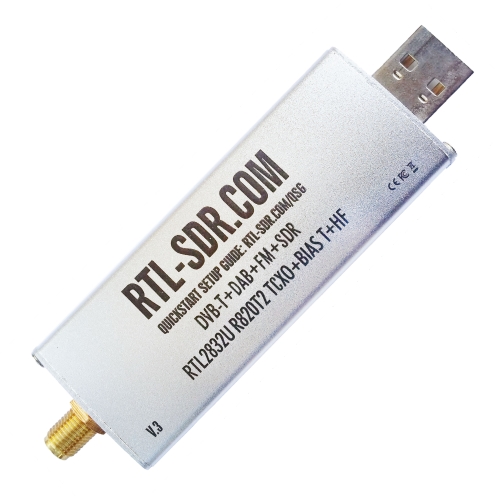 RTL-SDR.COM
QUICKSTART SETUP GUIDE: RTL-SDR.COM/QSG
DVB-T+DAB+FM+SDR
RTL2832U R820T2 TCXO+BIAS T+HF
V.3
CE FC